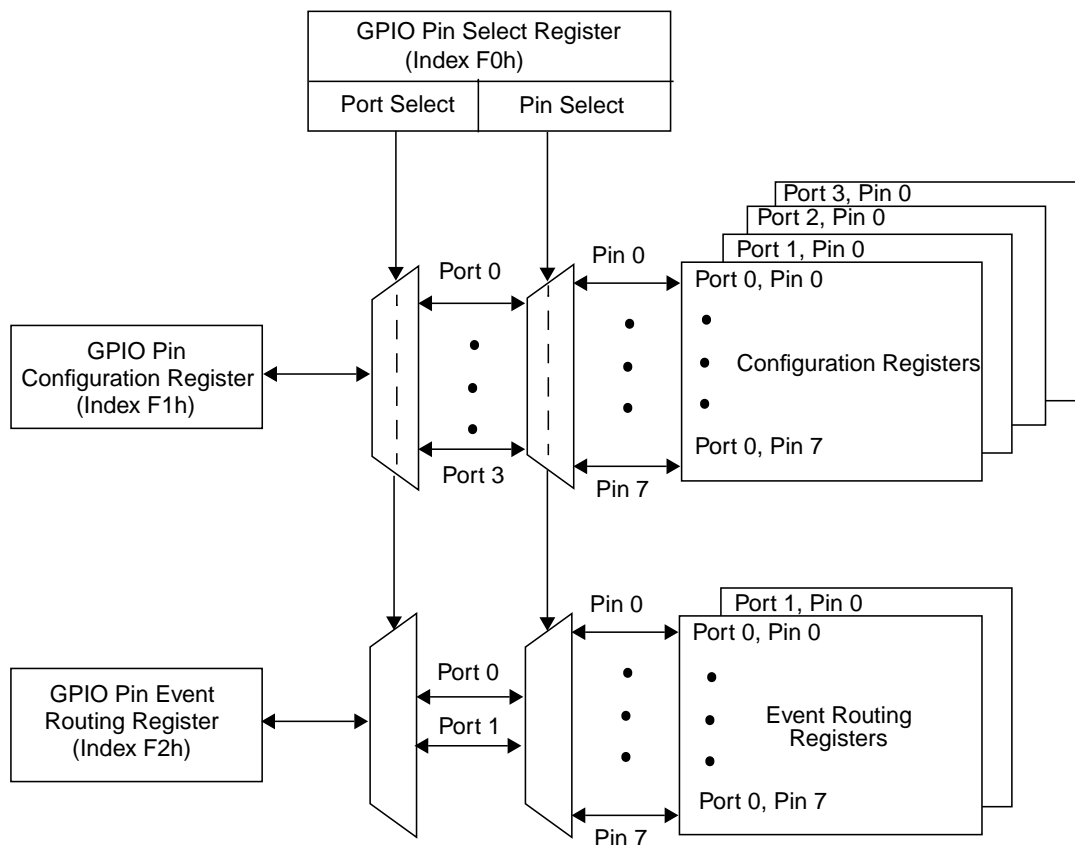 GPIO Pin Select Register
(Index F0h)
Port Select
Pin Select
Port 3, Pin 0
Port 2, Pin 0
Port 1, Pin 0
Port 0, Pin 0
Configuration Registers
Port 0, Pin 7
Pin 0
Port 0
GPIO Pin
Configuration Register
(Index F1h)
Port 3
Pin 7
Port 1, Pin 0
Pin 0
Port 0, Pin 0
Port 0
GPIO Pin Event
Routing Register
(Index F2h)
Port 1
Event Routing
Registers
Port 0, Pin 7
Pin 7